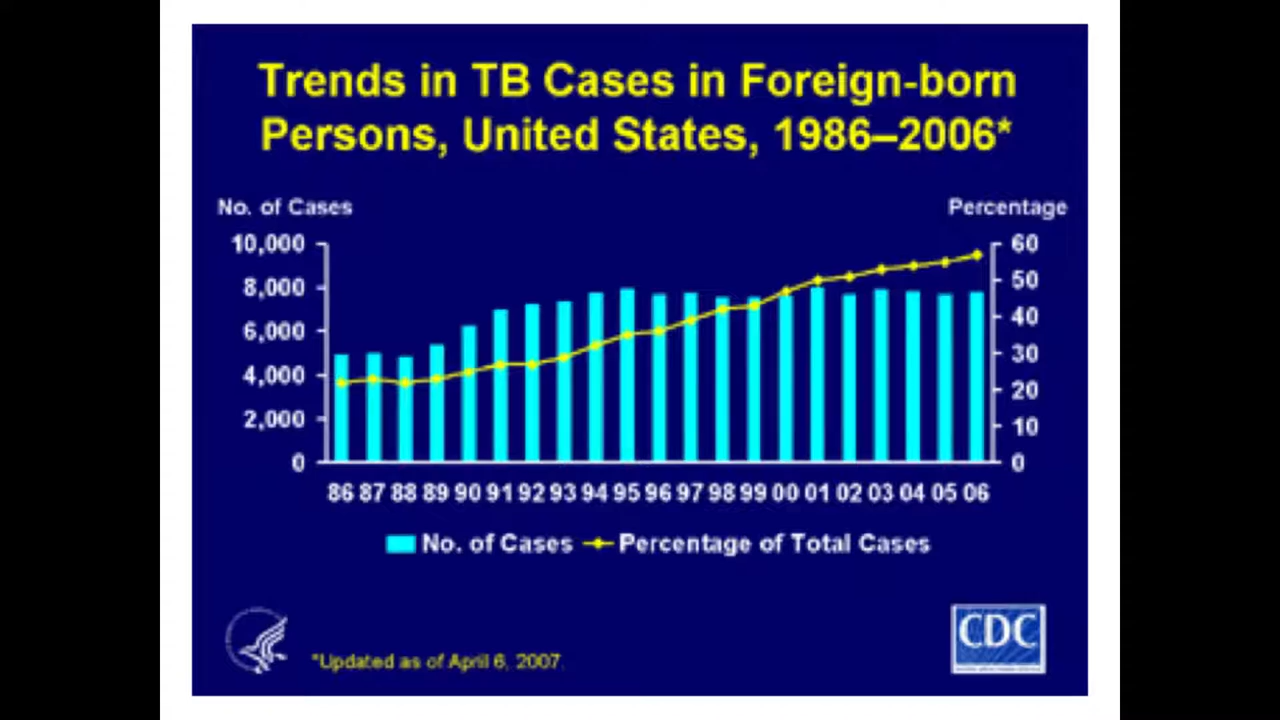 Trends in TB Cases in Foreign-born
Persons, United States, 1986–2006*
No. of Cases
Percentage
10,000
8,000
6,000
4,000
2,000
0
60
50
40
30
20
10
0
86 87 88 89 90 91 92 93 94 95 96 97 98 99 00 01 02 03 04 05 06
No. of Cases Percentage of Total Cases
*Updated as of April 6, 2007.
CDC